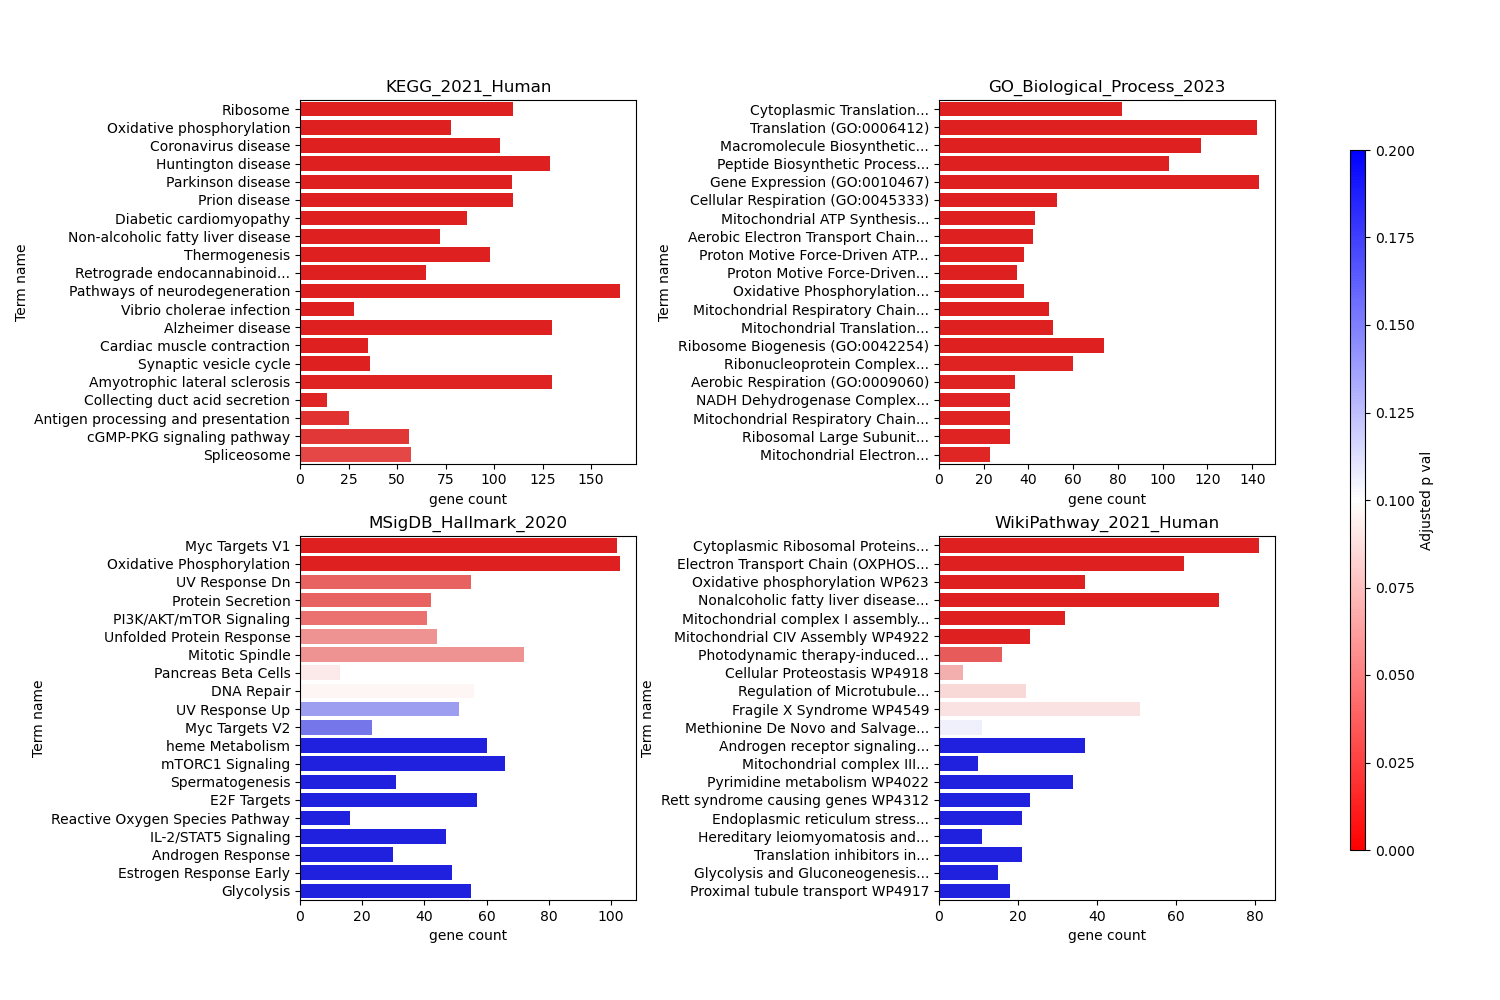 KEGG_2021_Human
Term name
Ribosome
Oxidative phosphorylation
Coronavirus disease
Huntington disease
Parkinson disease
Prion disease
Diabetic cardiomyopathy
Non-alcoholic fatty liver disease
Thermogenesis
Retrograde endocannabinoid...
Pathways of neurodegeneration
Vibrio cholerae infection
Alzheimer disease
Cardiac muscle contraction
Synaptic vesicle cycle
Amyotrophic lateral sclerosis
Collecting duct acid secretion
Antigen processing and presentation
cGMP-PKG signaling pathway
Spliceosome
0 25 50 75 100 125 150
gene count
GO_Biological_Process_2023
Term name
Cytoplasmic Translation...
Translation (GO:0006412)
Macromolecule Biosynthetic...
Peptide Biosynthetic Process...
Gene Expression (GO:0010467)
Cellular Respiration (GO:0045333)
Mitochondrial ATP Synthesis...
Aerobic Electron Transport Chain...
Proton Motive Force-Driven ATP...
Proton Motive Force-Driven...
Oxidative Phosphorylation...
Mitochondrial Respiratory Chain...
Mitochondrial Translation...
Ribosome Biogenesis (GO:0042254)
Ribonucleoprotein Complex...
Aerobic Respiration (GO:0009060)
NADH Dehydrogenase Complex...
Mitochondrial Respiratory Chain...
Ribosomal Large Subunit...
Mitochondrial Electron...
0 20 40 60 80 100 120 140
gene count
MSigDB_Hallmark_2020
Term name
Myc Targets V1
Oxidative Phosphorylation
UV Response Dn
Protein Secretion
PI3K/AKT/mTOR Signaling
Unfolded Protein Response
Mitotic Spindle
Pancreas Beta Cells
DNA Repair
UV Response Up
Myc Targets V2
heme Metabolism
mTORC1 Signaling
Spermatogenesis
E2F Targets
Reactive Oxygen Species Pathway
IL-2/STAT5 Signaling
Androgen Response
Estrogen Response Early
Glycolysis
0 20 40 60 80 100
gene count
WikiPathway_2021_Human
Term name
Cytoplasmic Ribosomal Proteins...
Electron Transport Chain (OXPHOS...
Oxidative phosphorylation WP623
Nonalcoholic fatty liver disease...
Mitochondrial complex I assembly...
Mitochondrial CIV Assembly WP4922
Photodynamic therapy-induced...
Cellular Proteostasis WP4918
Regulation of Microtubule...
Fragile X Syndrome WP4549
Methionine De Novo and Salvage...
Androgen receptor signaling...
Mitochondrial complex III...
Pyrimidine metabolism WP4022
Rett syndrome causing genes WP4312
Endoplasmic reticulum stress...
Hereditary leiomyomatosis and...
Translation inhibitors in...
Glycolysis and Gluconeogenesis...
Proximal tubule transport WP4917
0 20 40 60 80
gene count
0.200
0.175
0.150
0.125
0.100
0.075
0.050
0.025
0.000
Adjusted p val